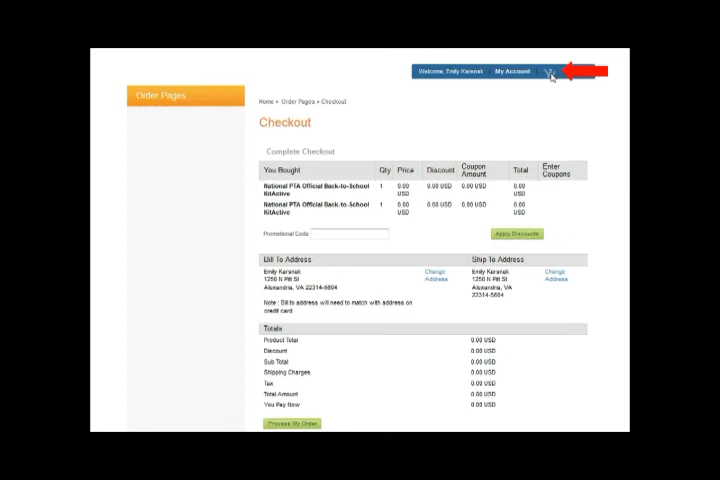 Welcome, Emily Karsnak | My Account |
Order Pages
Home » Order Pages » Checkout
Checkout
Complete Checkout
You Bought Qty Price Discount Coupon Amount Total Enter Coupons
National PTA Official Back-to-School KitActive 1 0.00 USD 0.00 USD 0.00 USD 0.00 USD
National PTA Official Back-to-School KitActive 1 0.00 USD 0.00 USD 0.00 USD 0.00 USD
Promotional Code Apply Discounts
Bill To Address Ship To Address
Emily Karsnak Change Emily Karsnak Change
1250 N Pitt St Address 1250 N Pitt St Address
Alexandria, VA 22314-5604 Alexandria, VA
22314-5604
Note : Bill to address will need to match with address on
credit card.
Totals
Product Total 0.00 USD
Discount 0.00 USD
Sub Total 0.00 USD
Shipping Charges 0.00 USD
Tax 0.00 USD
Total Amount 0.00 USD
You Pay Now 0.00 USD
Process My Order